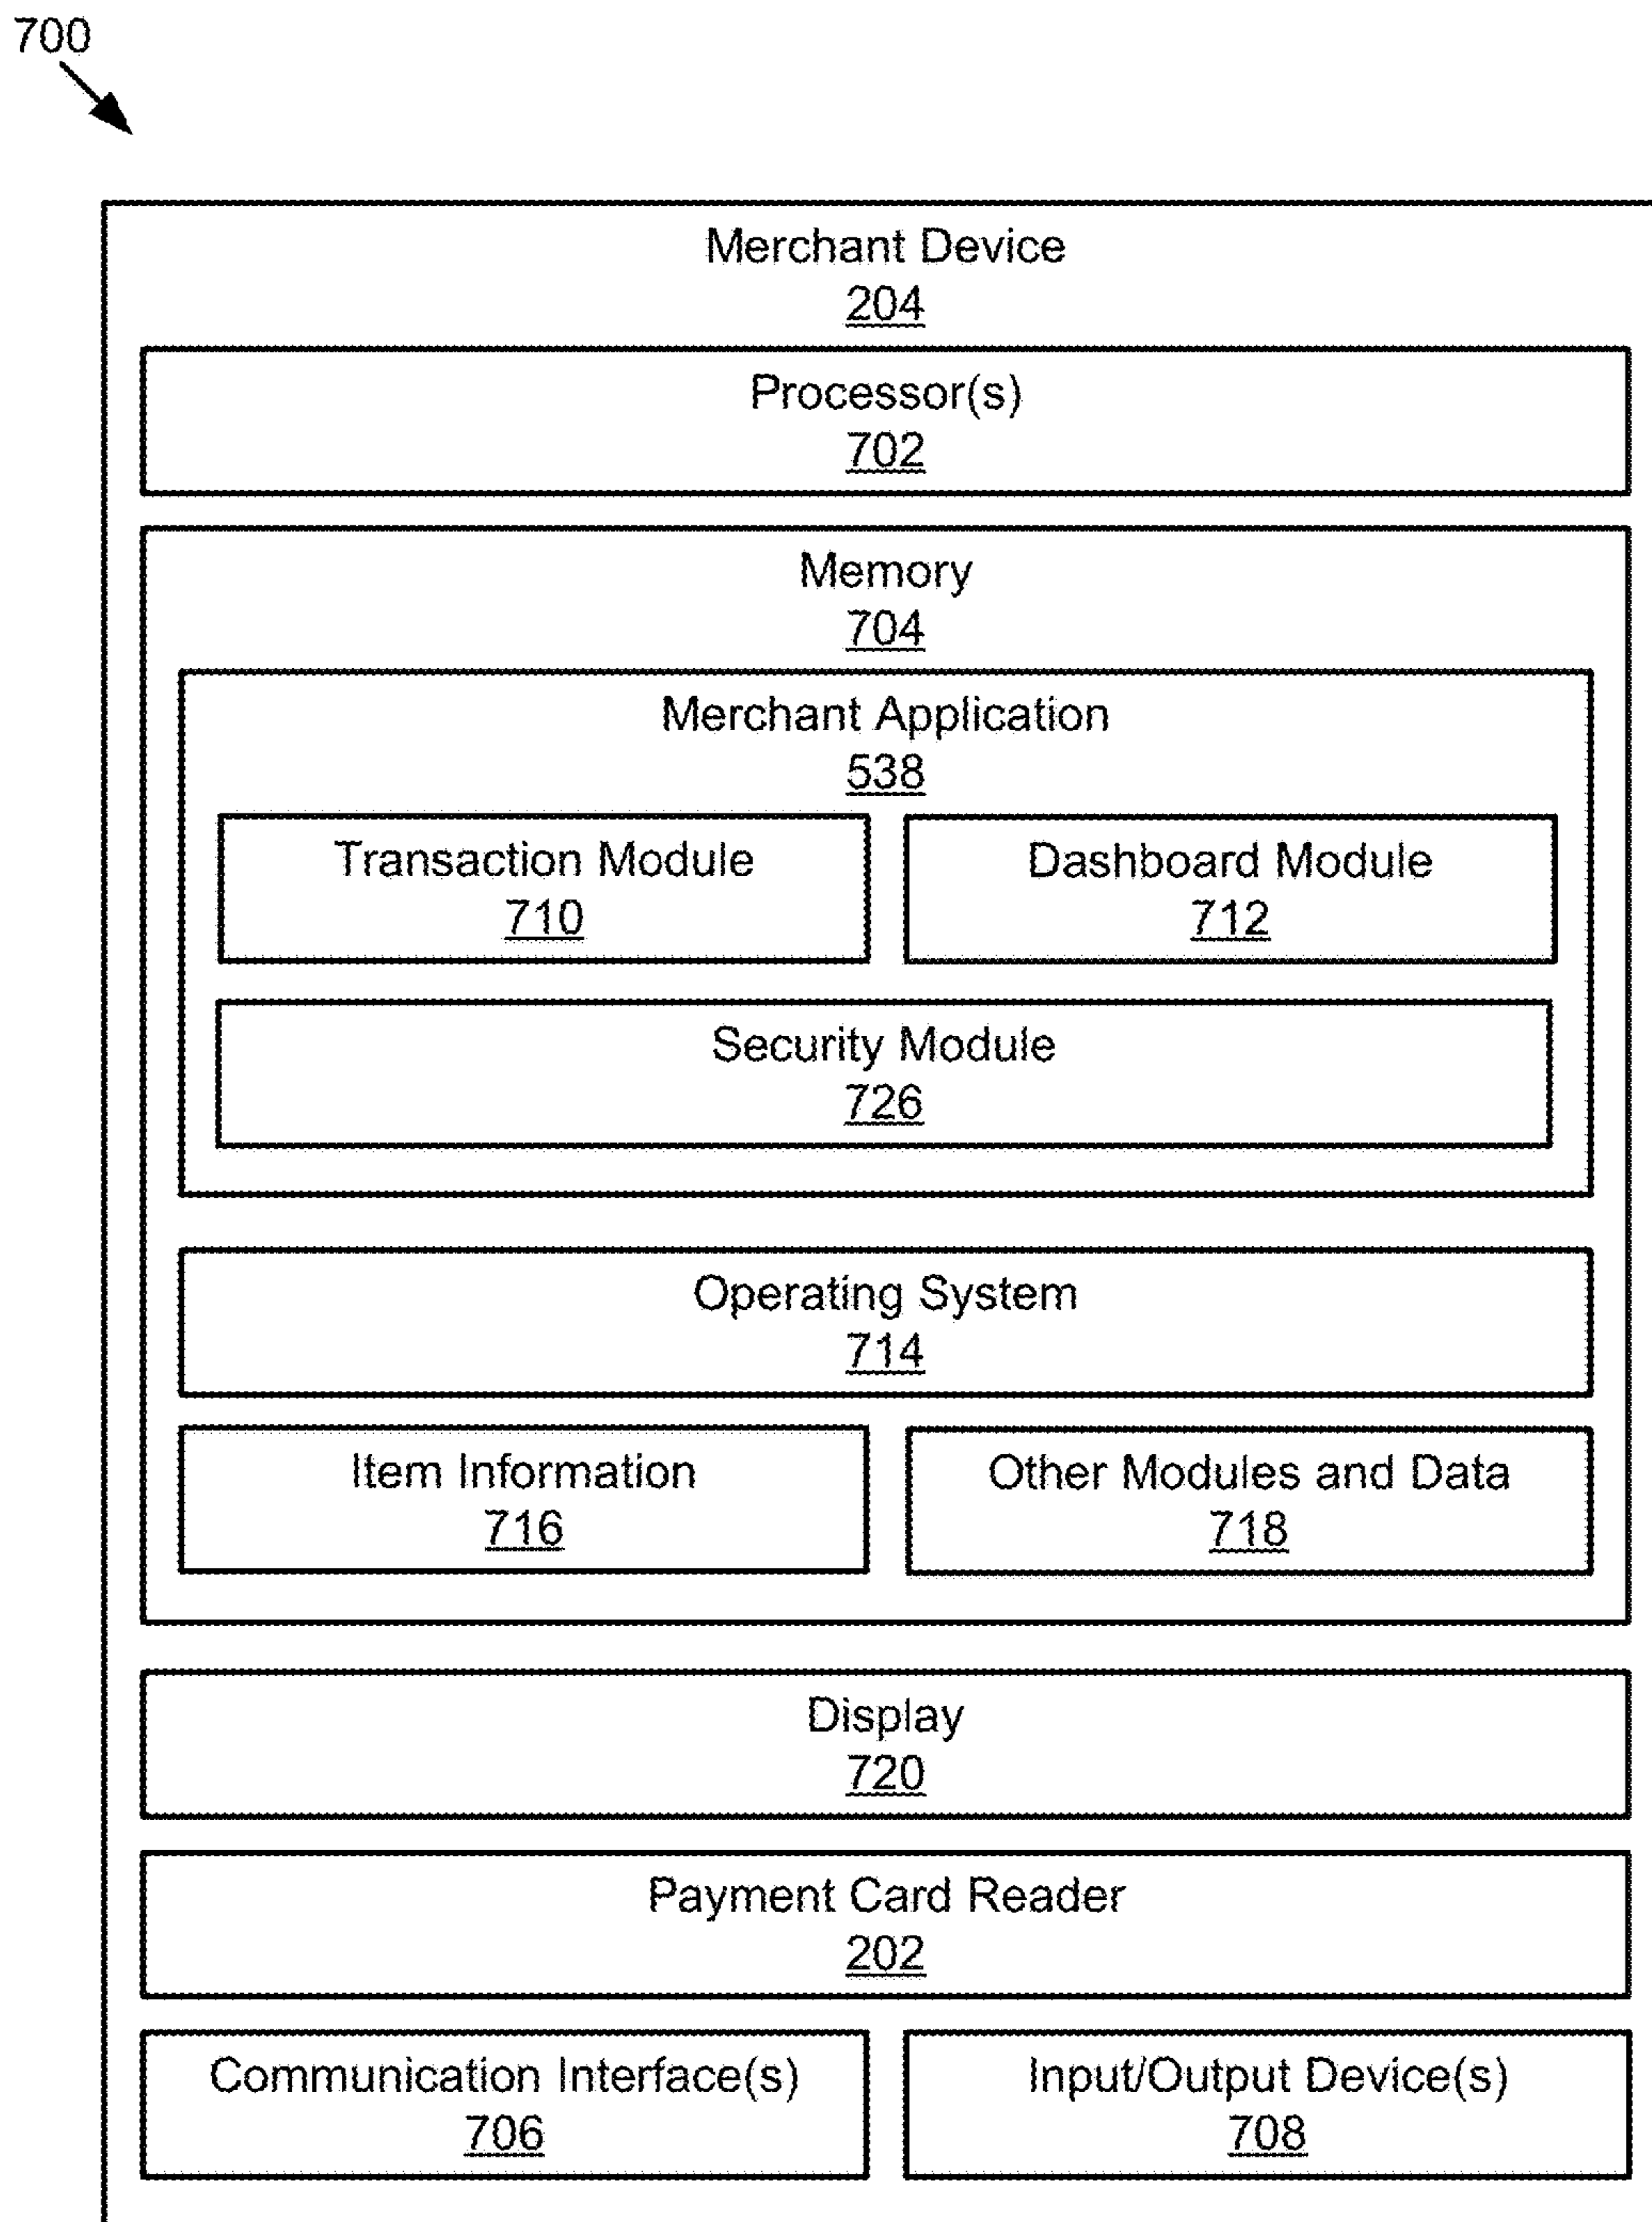 700
Merchant Device
204
Processor(s)
702
Memory
704
Merchant Application
538
Transaction Module
710
Dashboard Module
712
Security Module
726
Operating System
714
Item Information
716
Other Modules and Data
718
Display
720
Payment Card Reader
202
Communication Interface(s)
706
Input/Output Device(s)
708